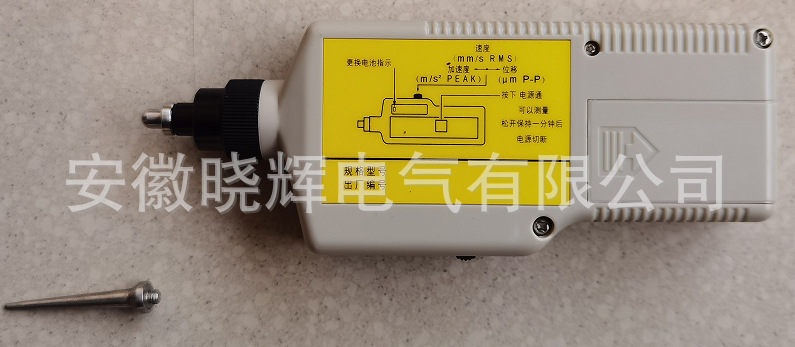 速度
(mm/s RMS)
更换电池指示
加速度 位移
(m/s² PEAK) (μm P-P)
按下 电源通
可以测量
松开保持一分钟后
电源切断
安徽晓辉电气有限公司
规格型号
出厂编号